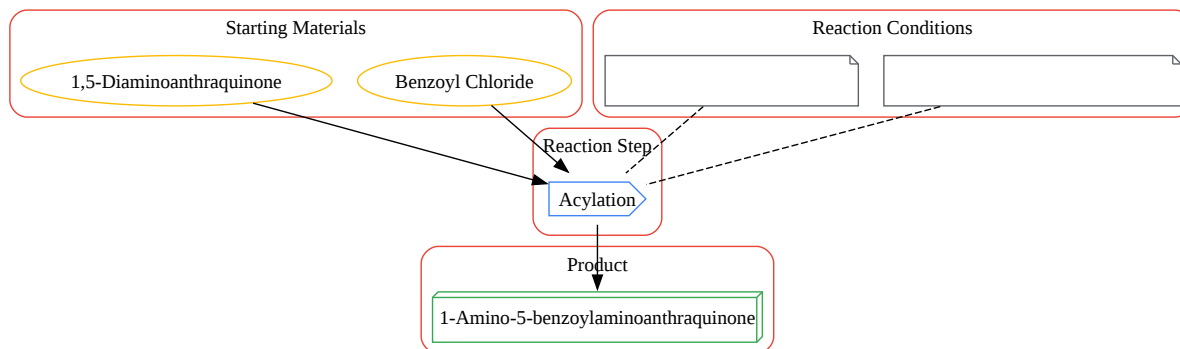 Starting Materials
Reaction Conditions
1,5-Diaminoanthraquinone
Benzoyl Chloride
Reaction Step
Acylation
Product
1-Amino-5-benzoylaminoanthraquinone